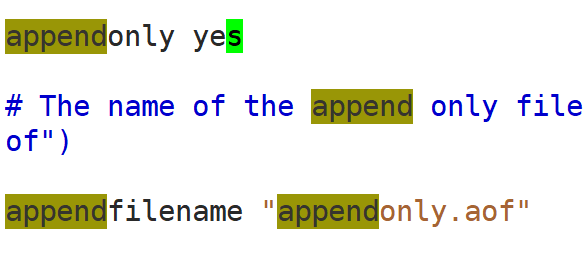 appendonly yes
# The name of the append only file
of")
appendfilename "appendonly.aof"